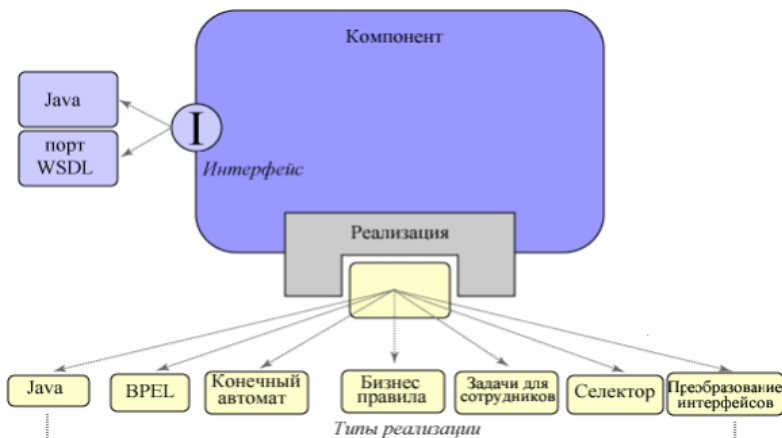 Компонент
Java
порт
WSDL
I
Интерфейс
Реализация
Java
BPEL
Конечный
автомат
Бизнес
правила
Задачи для
сотрудников
Селектор
Преобразование
интерфейсов
Типы реализации